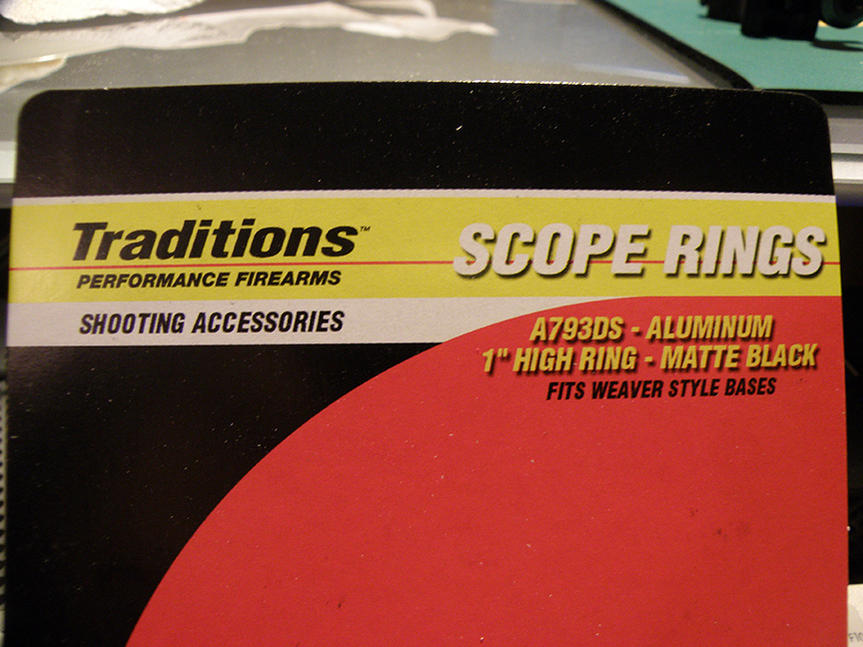 Traditions™
PERFORMANCE FIREARMS
SHOOTING ACCESSORIES
SCOPE RINGS
A793DS - ALUMINUM
1" HIGH RING - MATTE BLACK
FITS WEAVER STYLE BASES